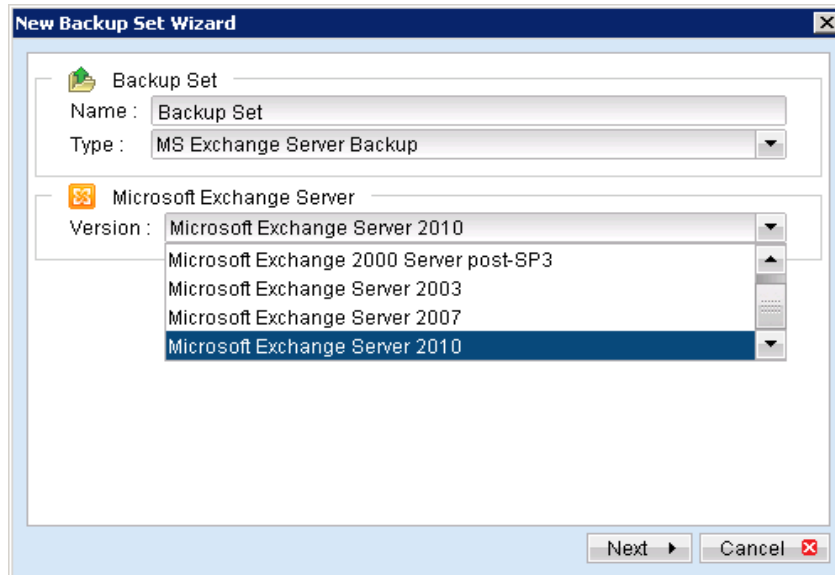 New Backup Set Wizard
Backup Set
Name : Backup Set
Type : MS Exchange Server Backup
Microsoft Exchange Server
Version : Microsoft Exchange Server 2010
Microsoft Exchange 2000 Server post-SP3
Microsoft Exchange Server 2003
Microsoft Exchange Server 2007
Microsoft Exchange Server 2010
Next Cancel